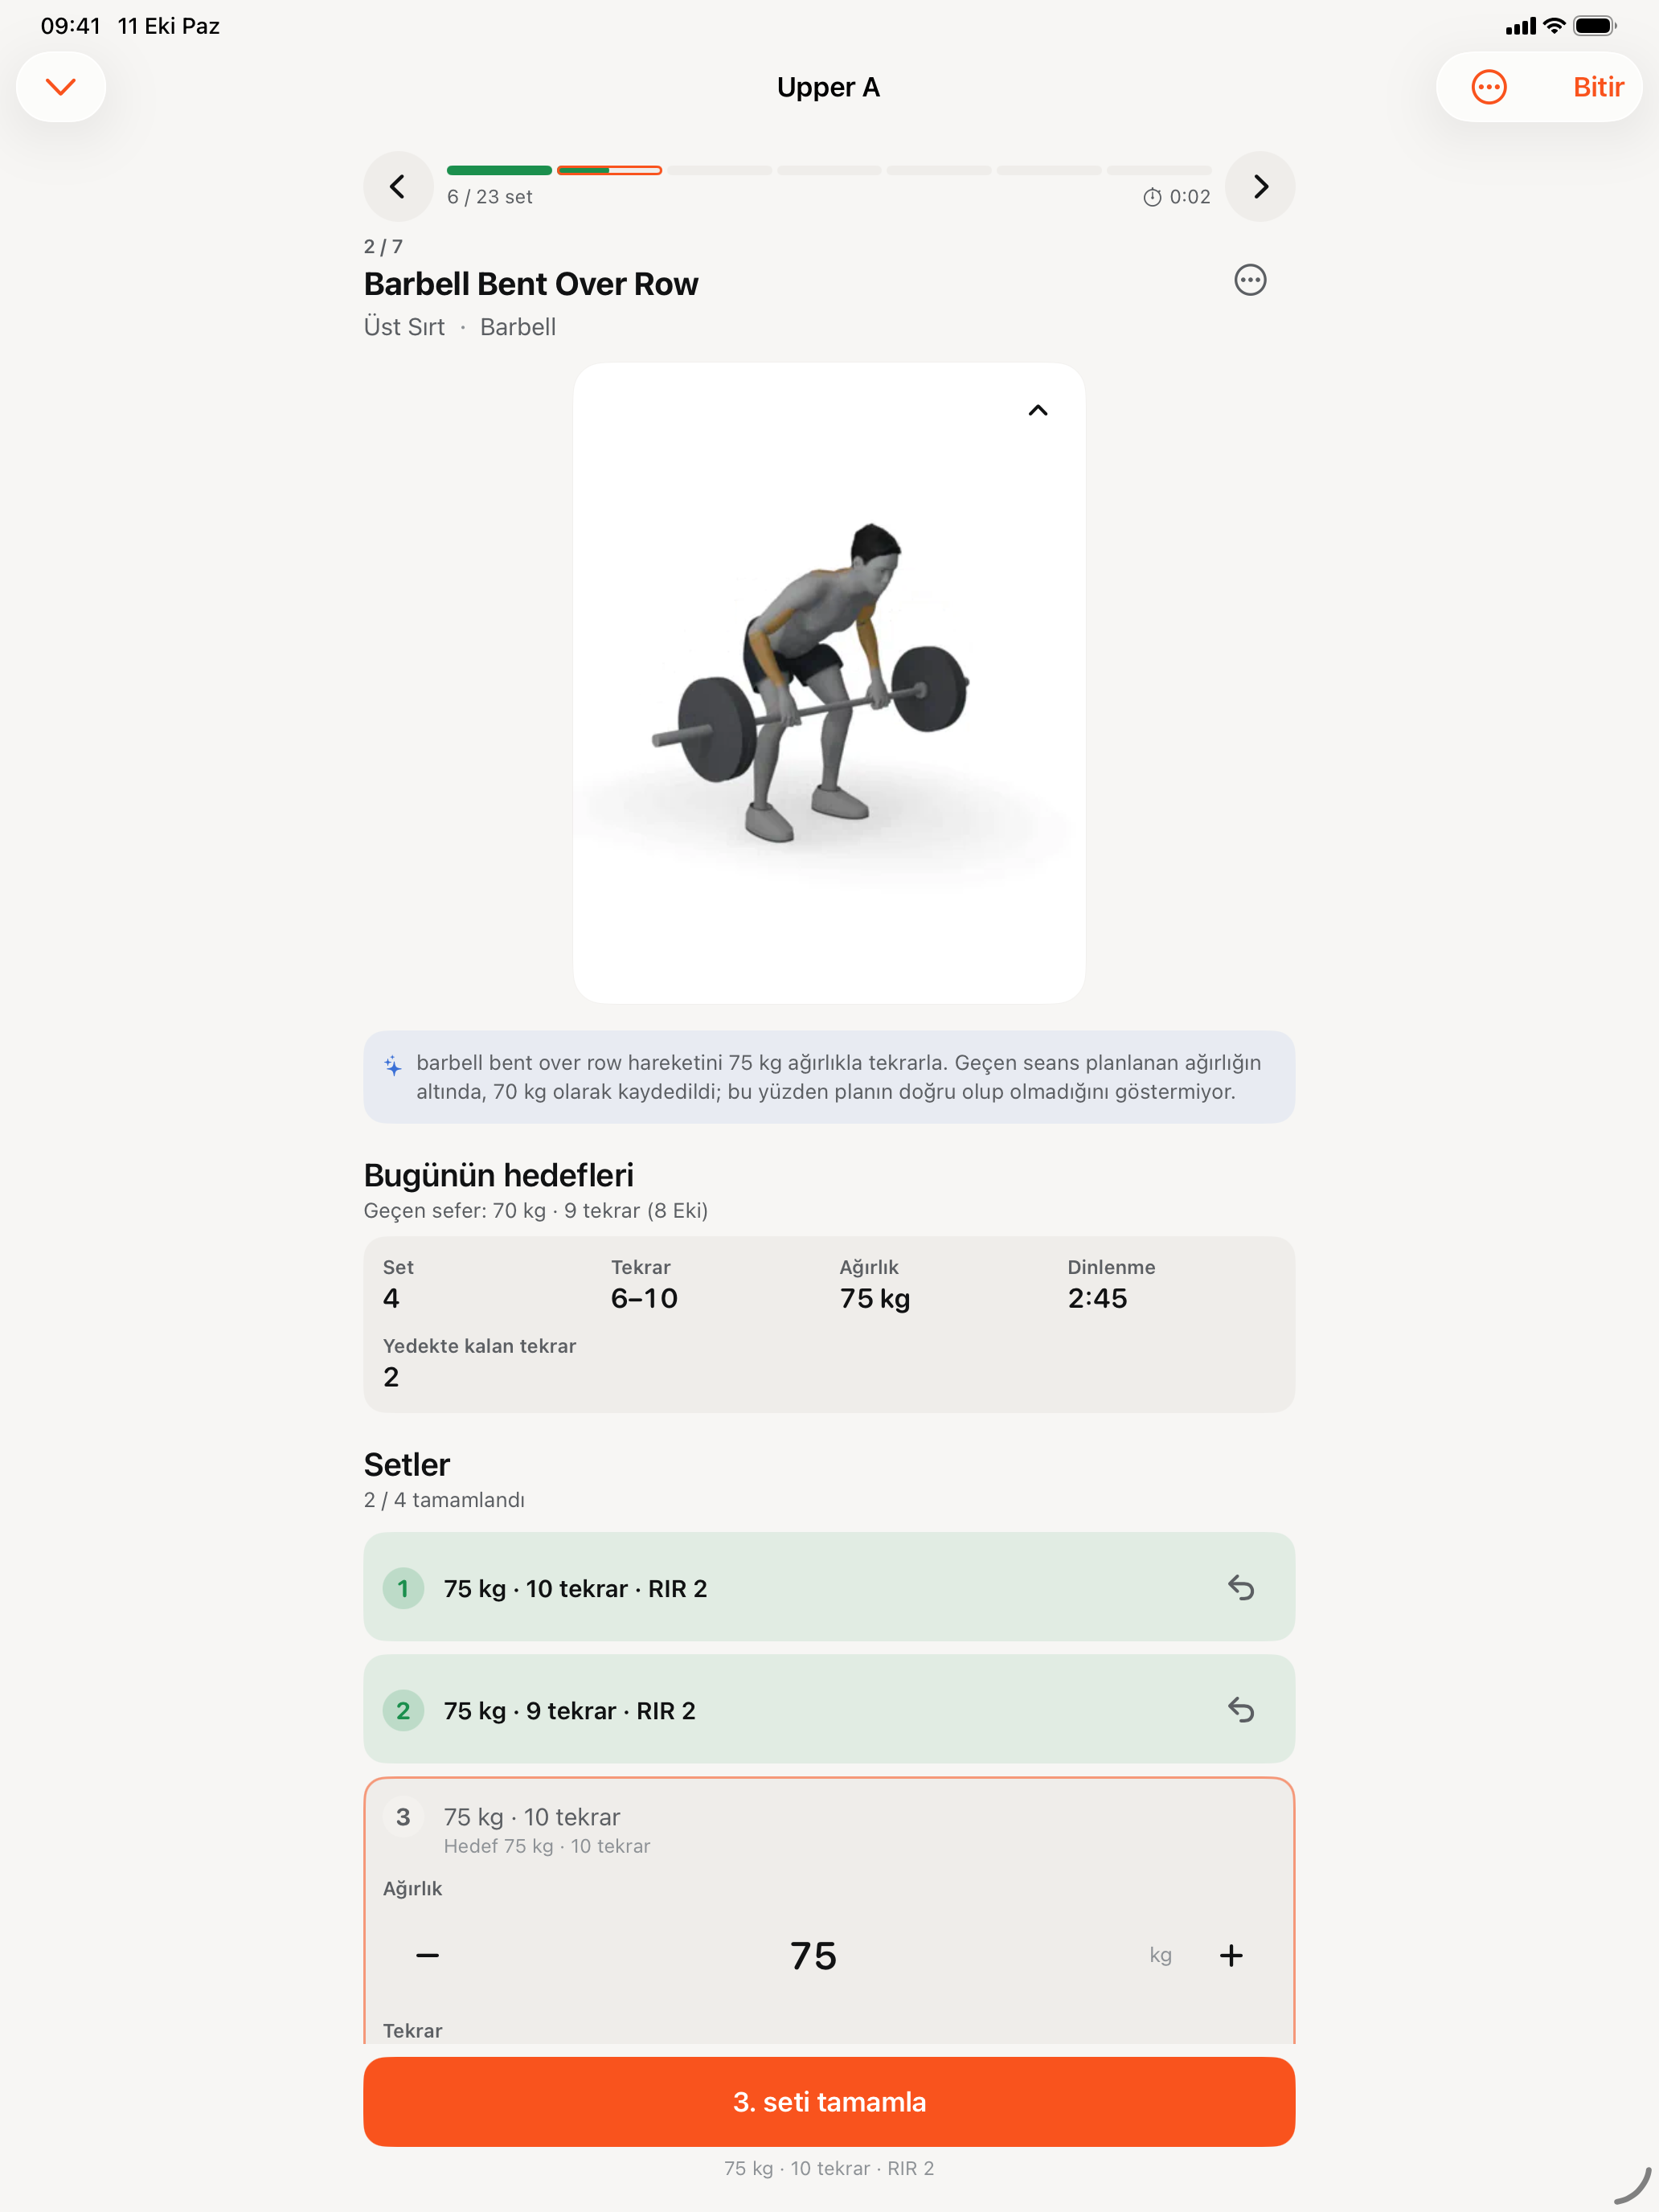 09:41 11 Eki Paz
Upper A
Bitir
6 / 23 set
0:02
2 / 7
Barbell Bent Over Row
Üst Sırt · Barbell
barbell bent over row hareketini 75 kg ağırlıkla tekrarla. Geçen seans planlanan ağırlığın
altında, 70 kg olarak kaydedildi; bu yüzden planın doğru olup olmadığını göstermiyor.
Bugünün hedefleri
Geçen sefer: 70 kg · 9 tekrar (8 Eki)
Set Tekrar Ağırlık Dinlenme
4 6–10 75 kg 2:45
Yedekte kalan tekrar
2
Setler
2 / 4 tamamlandı
1 75 kg · 10 tekrar · RIR 2
2 75 kg · 9 tekrar · RIR 2
3 75 kg · 10 tekrar
Hedef 75 kg · 10 tekrar
Ağırlık
75 kg
Tekrar
3. seti tamamla
75 kg · 10 tekrar · RIR 2